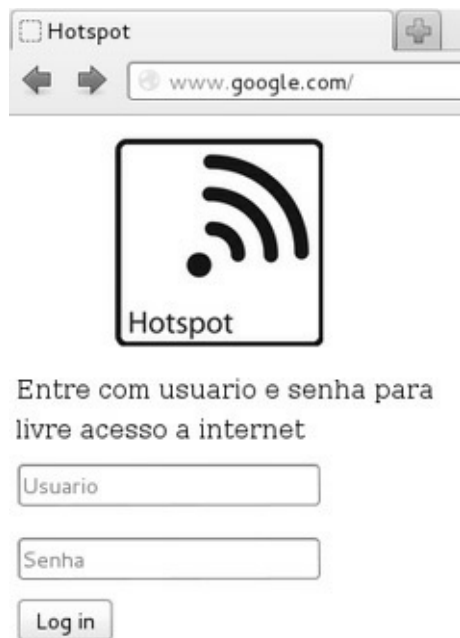 Hotspot
www.google.com/
Hotspot
Entre com usuario e senha para
livre acesso a internet
Usuario
Senha
Log in